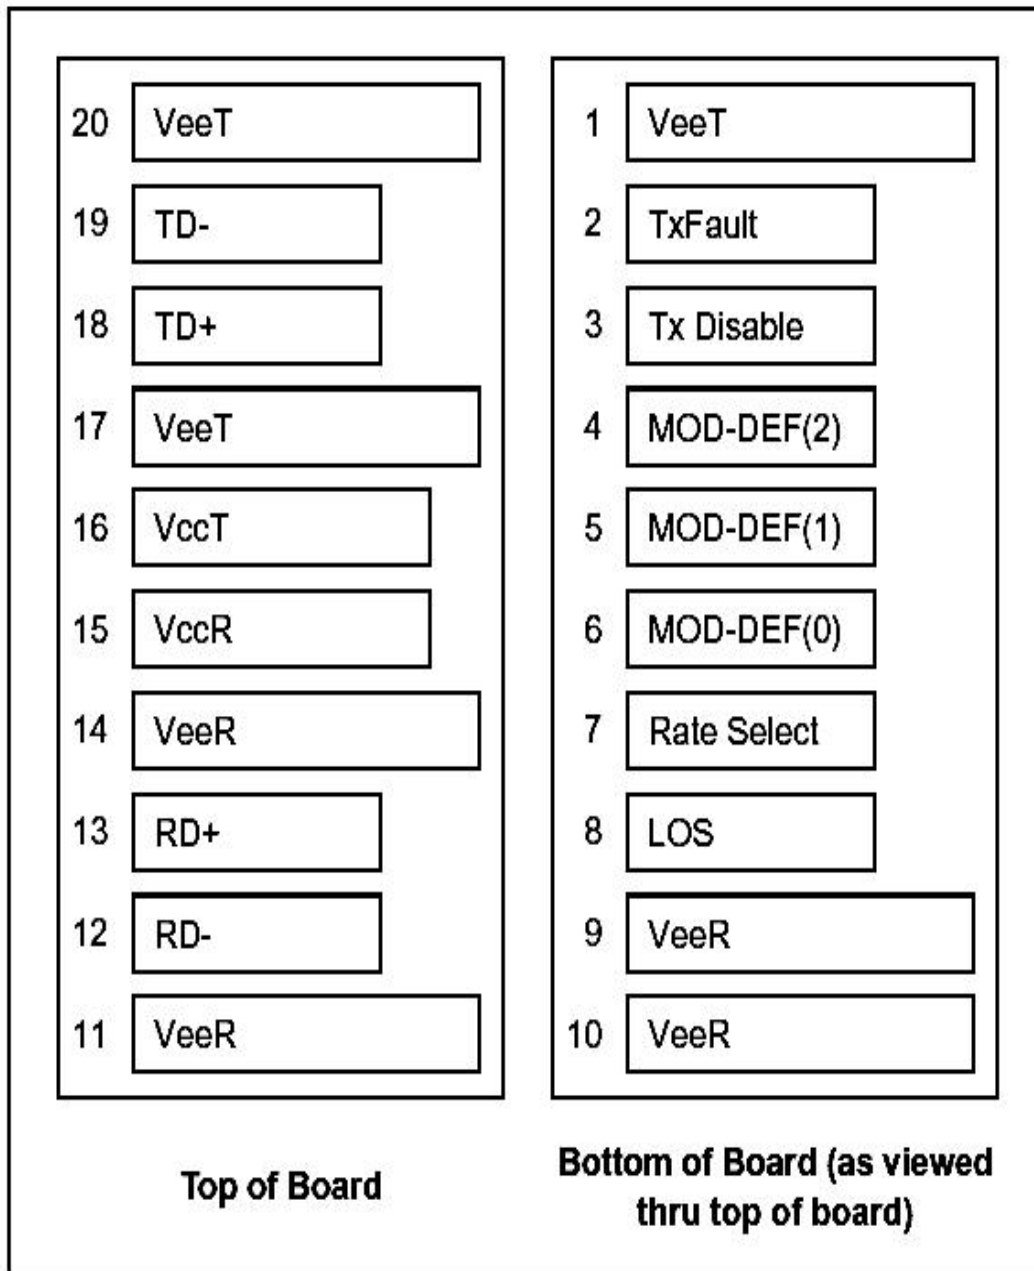 20 VeeT
19 TD-
18 TD+
17 VeeT
16 VccT
15 VccR
14 VeeR
13 RD+
12 RD-
11 VeeR
Top of Board
1 VeeT
2 TxFault
3 Tx Disable
4 MOD-DEF(2)
5 MOD-DEF(1)
6 MOD-DEF(0)
7 Rate Select
8 LOS
9 VeeR
10 VeeR
Bottom of Board (as viewed
thru top of board)